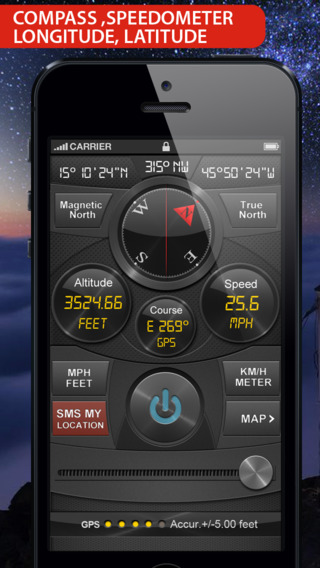 COMPASS ,SPEEDOMETER
LONGITUDE, LATITUDE
CARRIER
15° 10'24"N 315° NW 45°50'24"W
Magnetic
North
True
North
N
W
E
S
Altitude
3524.66
FEET
Course
E 269°
GPS
Speed
25.6
MPH
MPH
FEET
KM/H
METER
SMS MY
LOCATION
MAP >
GPS Accur.+/-5.00 feet